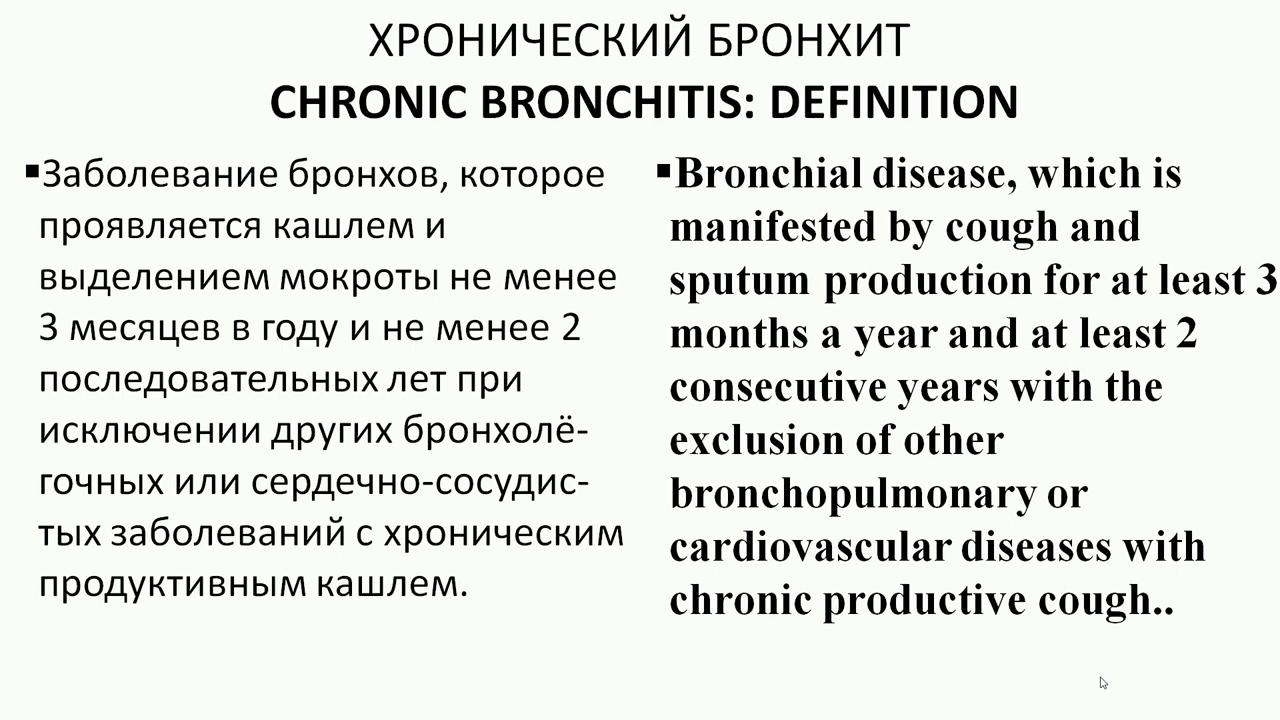 ХРОНИЧЕСКИЙ БРОНХИТ
CHRONIC BRONCHITIS: DEFINITION
▪Заболевание бронхов, которое
проявляется кашлем и
выделением мокроты не менее
3 месяцев в году и не менее 2
последовательных лет при
исключении других бронхолё-
гочных или сердечно-сосудис-
тых заболеваний с хроническим
продуктивным кашлем.
▪Bronchial disease, which is
manifested by cough and
sputum production for at least 3
months a year and at least 2
consecutive years with the
exclusion of other
bronchopulmonary or
cardiovascular diseases with
chronic productive cough..